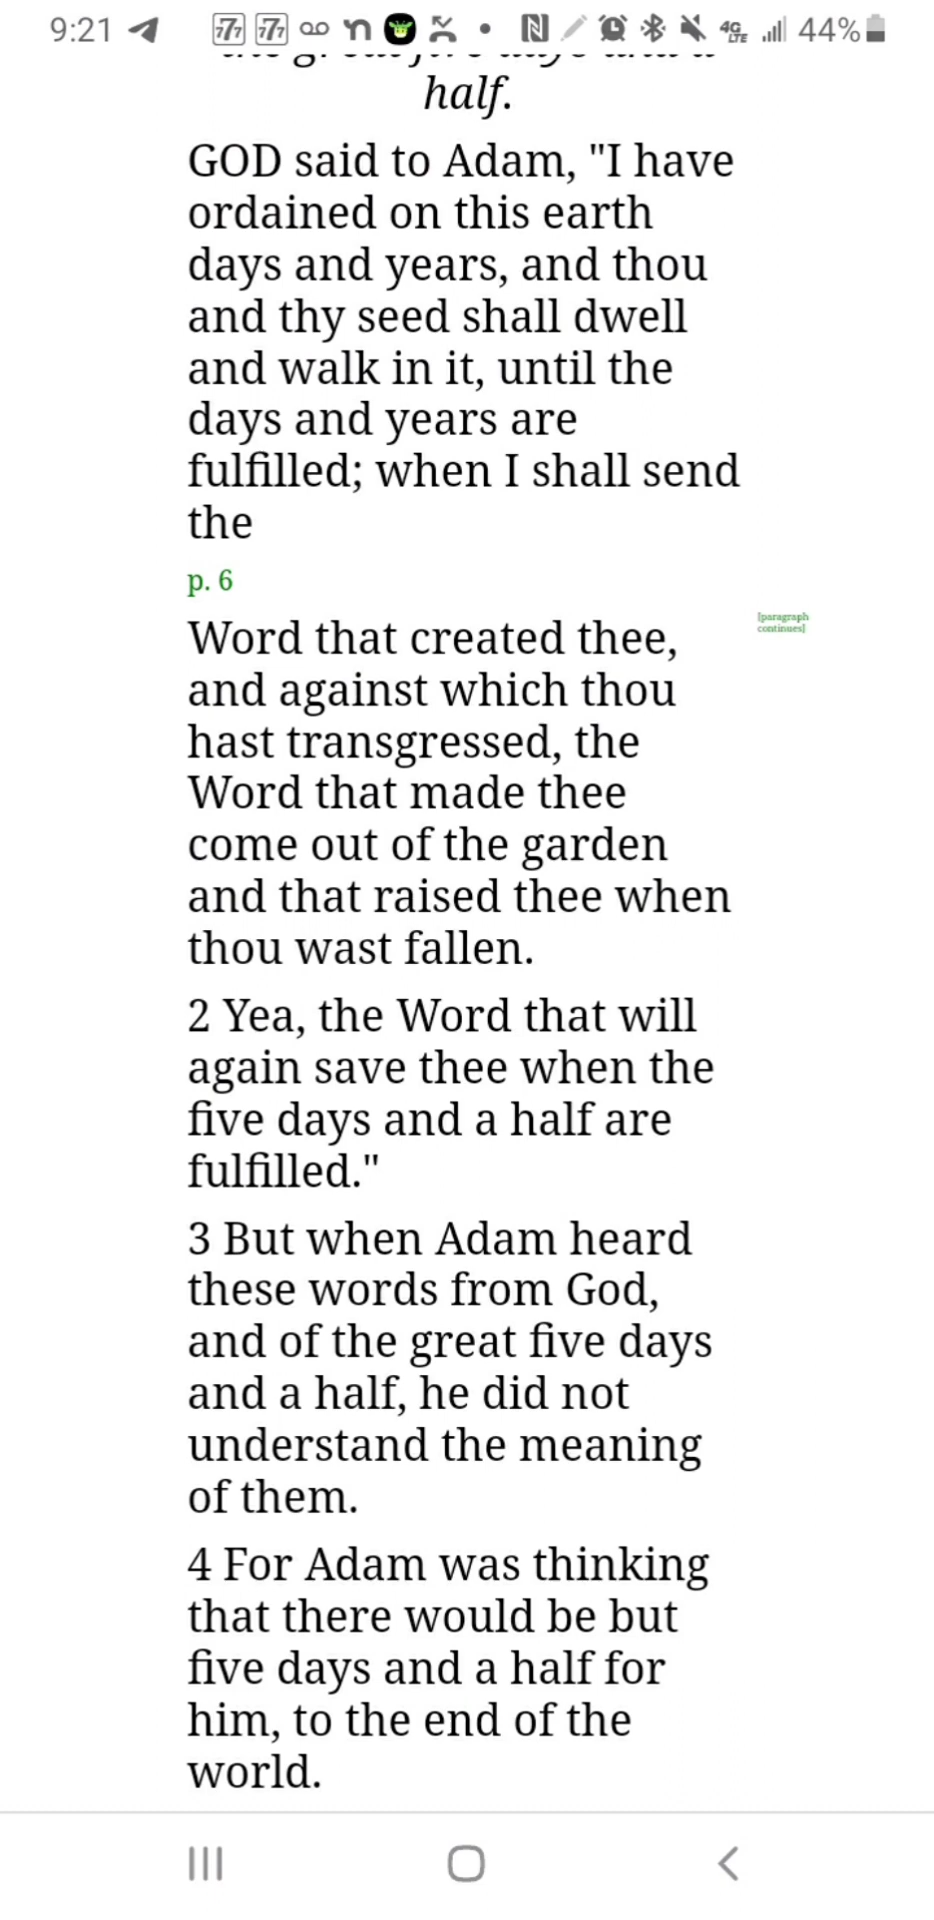 9:21
44%
half.
GOD said to Adam, "I have
ordained on this earth
days and years, and thou
and thy seed shall dwell
and walk in it, until the
days and years are
fulfilled; when I shall send
the
p. 6
[paragraph
continues]
Word that created thee,
and against which thou
hast transgressed, the
Word that made thee
come out of the garden
and that raised thee when
thou wast fallen.
2 Yea, the Word that will
again save thee when the
five days and a half are
fulfilled."
3 But when Adam heard
these words from God,
and of the great five days
and a half, he did not
understand the meaning
of them.
4 For Adam was thinking
that there would be but
five days and a half for
him, to the end of the
world.